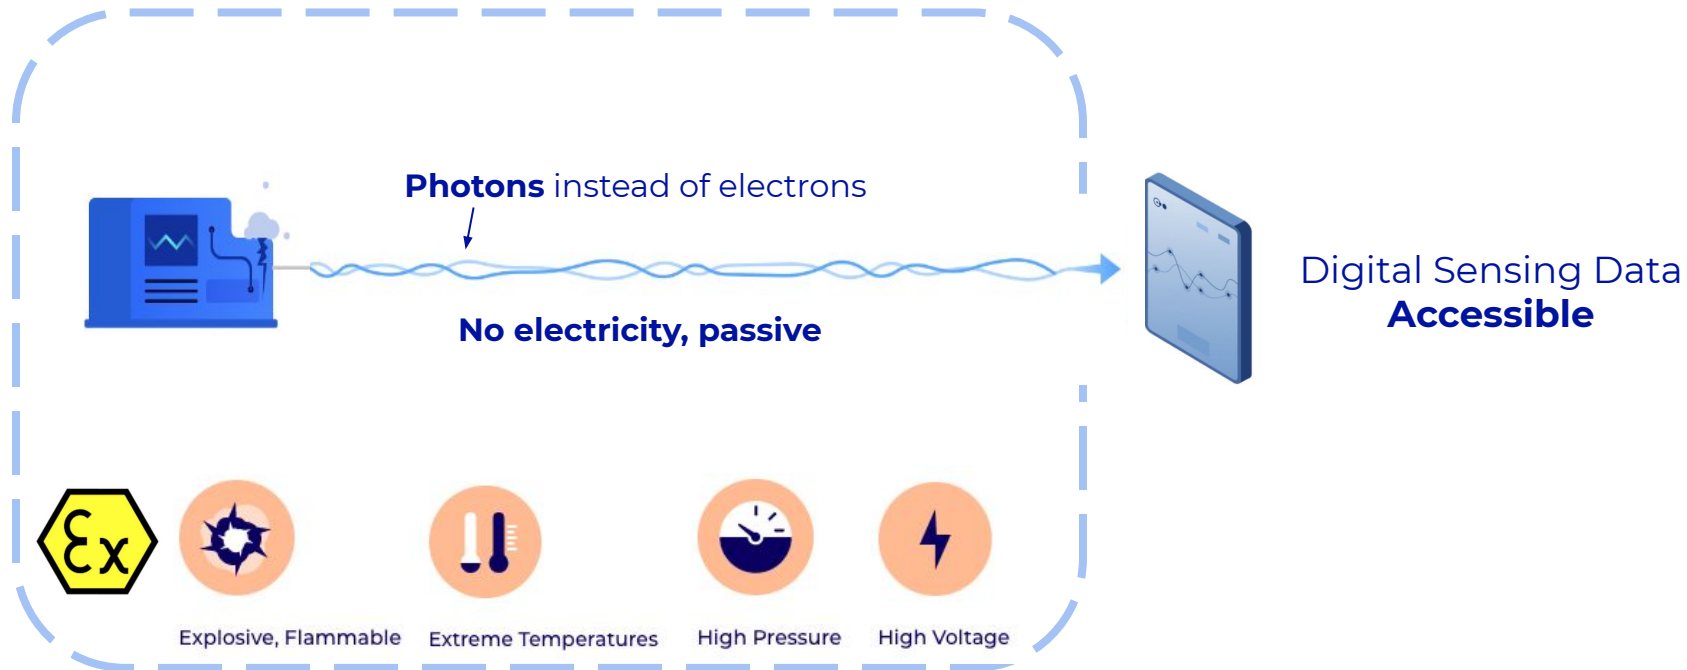 Photons instead of electrons
No electricity, passive
Digital Sensing Data
Accessible
Ex
Explosive, Flammable
Extreme Temperatures
High Pressure
High Voltage